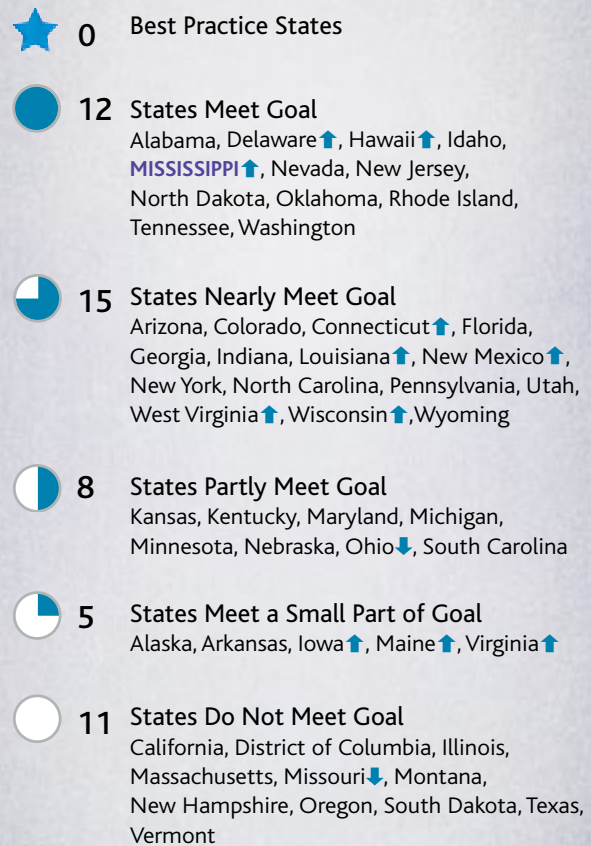 0 Best Practice States
12 States Meet Goal
Alabama, Delaware⬆, Hawaii⬆, Idaho,
MISSISSIPPI⬆, Nevada, New Jersey,
North Dakota, Oklahoma, Rhode Island,
Tennessee, Washington
15 States Nearly Meet Goal
Arizona, Colorado, Connecticut⬆, Florida,
Georgia, Indiana, Louisiana⬆, New Mexico⬆,
New York, North Carolina, Pennsylvania, Utah,
West Virginia⬆, Wisconsin⬆,Wyoming
8 States Partly Meet Goal
Kansas, Kentucky, Maryland, Michigan,
Minnesota, Nebraska, Ohio⬇, South Carolina
5 States Meet a Small Part of Goal
Alaska, Arkansas, Iowa⬆, Maine⬆, Virginia⬆
11 States Do Not Meet Goal
California, District of Columbia, Illinois,
Massachusetts, Missouri⬇, Montana,
New Hampshire, Oregon, South Dakota, Texas,
Vermont